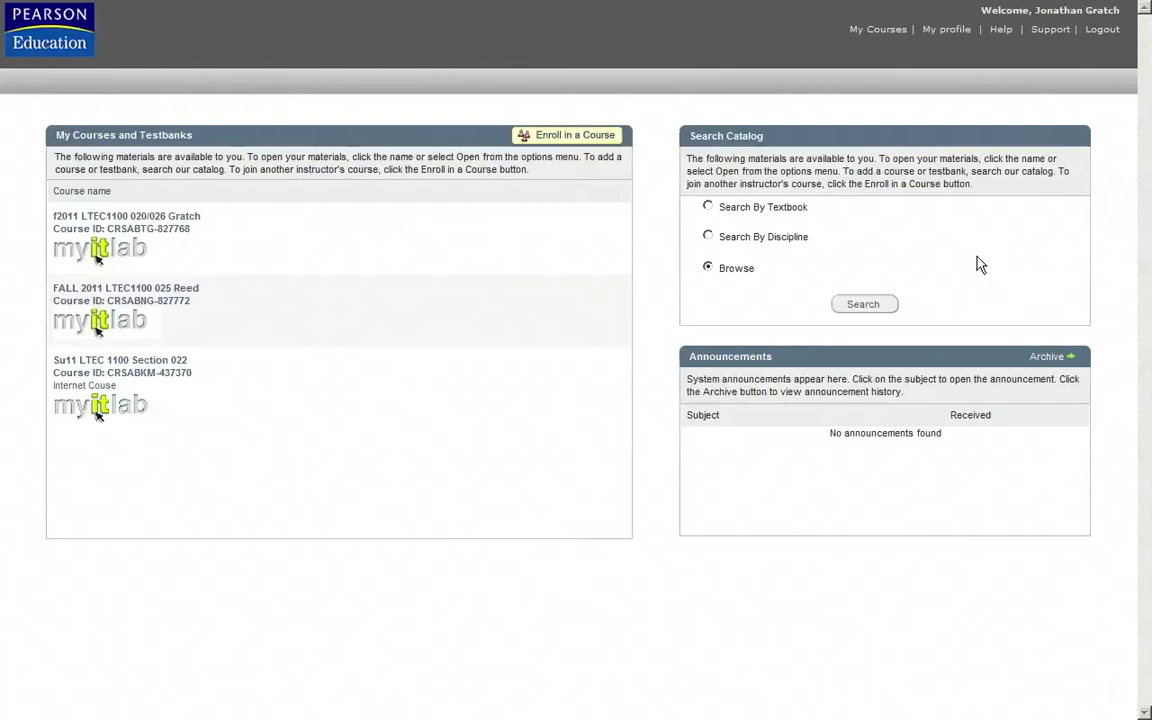 PEARSON
Education
Welcome, Jonathan Gratch
My Courses | My profile | Help | Support | Logout
My Courses and Testbanks
Enroll in a Course
The following materials are available to you. To open your materials, click the name or select Open from the options menu. To add a
course or testbank, search our catalog. To join another instructor's course, click the Enroll in a Course button.
Course name
f2011 LTEC1100 020/026 Gratch
Course ID: CRSABTG-827768
myitlab
FALL 2011 LTEC1100 025 Reed
Course ID: CRSABNG-827772
myitlab
Su11 LTEC 1100 Section 022
Course ID: CRSABKM-437370
Internet Couse
myitlab
Search Catalog
The following materials are available to you. To open your materials, click the name or
select Open from the options menu. To add a course or testbank, search our catalog. To
join another instructor's course, click the Enroll in a Course button.
Search By Textbook
Search By Discipline
Browse
Search
Announcements
Archive
System announcements appear here. Click on the subject to open the announcement. Click
the Archive button to view announcement history.
Subject Received
No announcements found